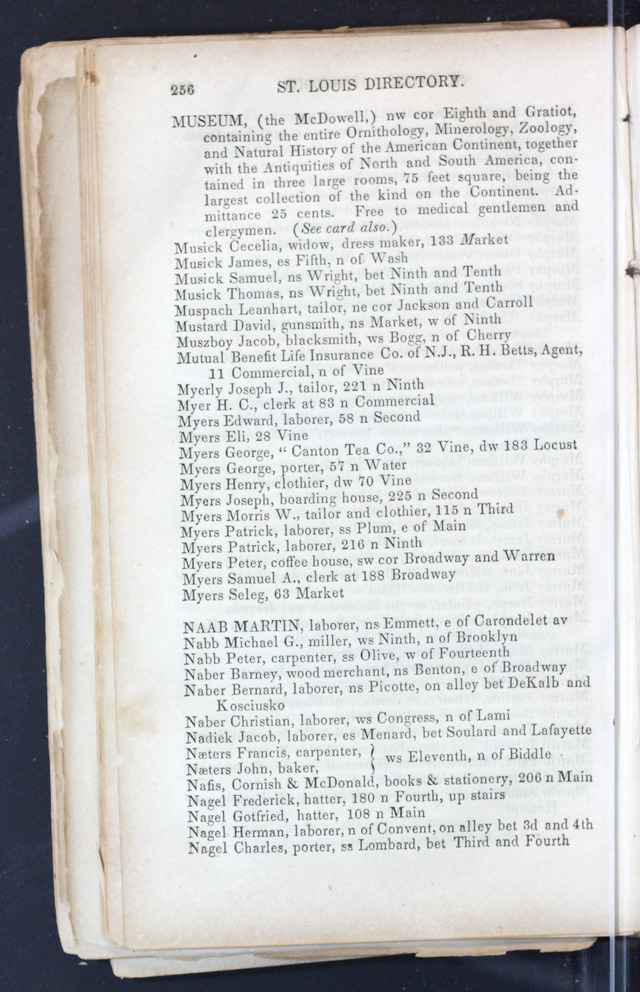 256 ST. LOUIS DIRECTORY.
MUSEUM, (the McDowell,) nw cor Eighth and Gratiot,
containing the entire Ornithology, Minerology, Zoology,
and Natural History of the American Continent, together
with the Antiquities of North and South America, con-
tained in three large rooms, 75 feet square, being the
largest collection of the kind on the Continent. Ad-
mittance 25 cents. Free to medical gentlemen and
clergymen. (See card also.)
Musick Cecelia, widow, dress maker, 133 Market
Musick James, es Fifth, n of Wash
Musick Samuel, ns Wright, bet Ninth and Tenth
Musick Thomas, ns Wright, bet Ninth and Tenth
Muspach Leanhart, tailor, ne cor Jackson and Carroll
Mustard David, gunsmith, ns Market, w of Ninth
Muszboy Jacob, blacksmith, ws Bogg, n of Cherry
Mutual Benefit Life Insurance Co. of N.J., R. H. Betts, Agent,
11 Commercial, n of Vine
Myerly Joseph J., tailor, 221 n Ninth
Myer H. C., clerk at 83 n Commercial
Myers Edward, laborer, 58 n Second
Myers Eli, 28 Vine
Myers George, " Canton Tea Co.," 32 Vine, dw 183 Locust
Myers George, porter, 57 n Water
Myers Henry, clothier, dw 70 Vine
Myers Joseph, boarding house, 225 n Second
Myers Morris W., tailor and clothier, 115 n Third
Myers Patrick, laborer, ss Plum, e of Main
Myers Patrick, laborer, 216 n Ninth
Myers Peter, coffee house, sw cor Broadway and Warren
Myers Samuel A., clerk at 188 Broadway
Myers Seleg, 63 Market
NAAB MARTIN, laborer, ns Emmett, e of Carondelet av
Nabb Michael G., miller, ws Ninth, n of Brooklyn
Nabb Peter, carpenter, ss Olive, w of Fourteenth
Naber Barney, wood merchant, ns Benton, e of Broadway
Naber Bernard, laborer, ns Picotte, on alley bet DeKalb and
Kosciusko
Naber Christian, laborer, ws Congress, n of Lami
Nadiek Jacob, laborer, es Menard, bet Soulard and Lafayette
Næters Francis, carpenter, } ws Eleventh, n of Biddle
Næters John, baker,
Nafis, Cornish & McDonald, books & stationery, 206 n Main
Nagel Frederick, hatter, 180 n Fourth, up stairs
Nagel Gotfried, hatter, 108 n Main
Nagel Herman, laborer, n of Convent, on alley bet 3d and 4th
Nagel Charles, porter, ss Lombard, bet Third and Fourth